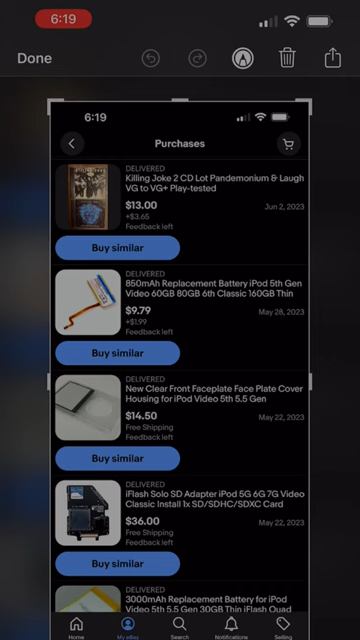 6:19
Done
6:19
Purchases
DELIVERED
Killing Joke 2 CD Lot Pandemonium & Laugh
VG to VG+ Play-tested
$13.00
Jun 2, 2023
+$3.65
Feedback left
Buy similar
DELIVERED
850mAh Replacement Battery iPod 5th Gen
Video 60GB 80GB 6th Classic 160GB Thin
$9.79
May 28, 2023
+$1.99
Feedback left
Buy similar
DELIVERED
New Clear Front Faceplate Face Plate Cover
Housing for iPod Video 5th 5.5 Gen
$14.50
May 22, 2023
Free Shipping
Feedback left
Buy similar
DELIVERED
iFlash Solo SD Adapter iPod 5G 6G 7G Video
Classic Install 1x SD/SDHC/SDXC Card
$36.00
May 22, 2023
Free Shipping
Feedback left
Buy similar
DELIVERED
3000mAh Replacement Battery for iPod
Video 5th 5.5 Gen 30GB Thin iFlash Quad
Home
My eBay
Search
Notifications
Selling